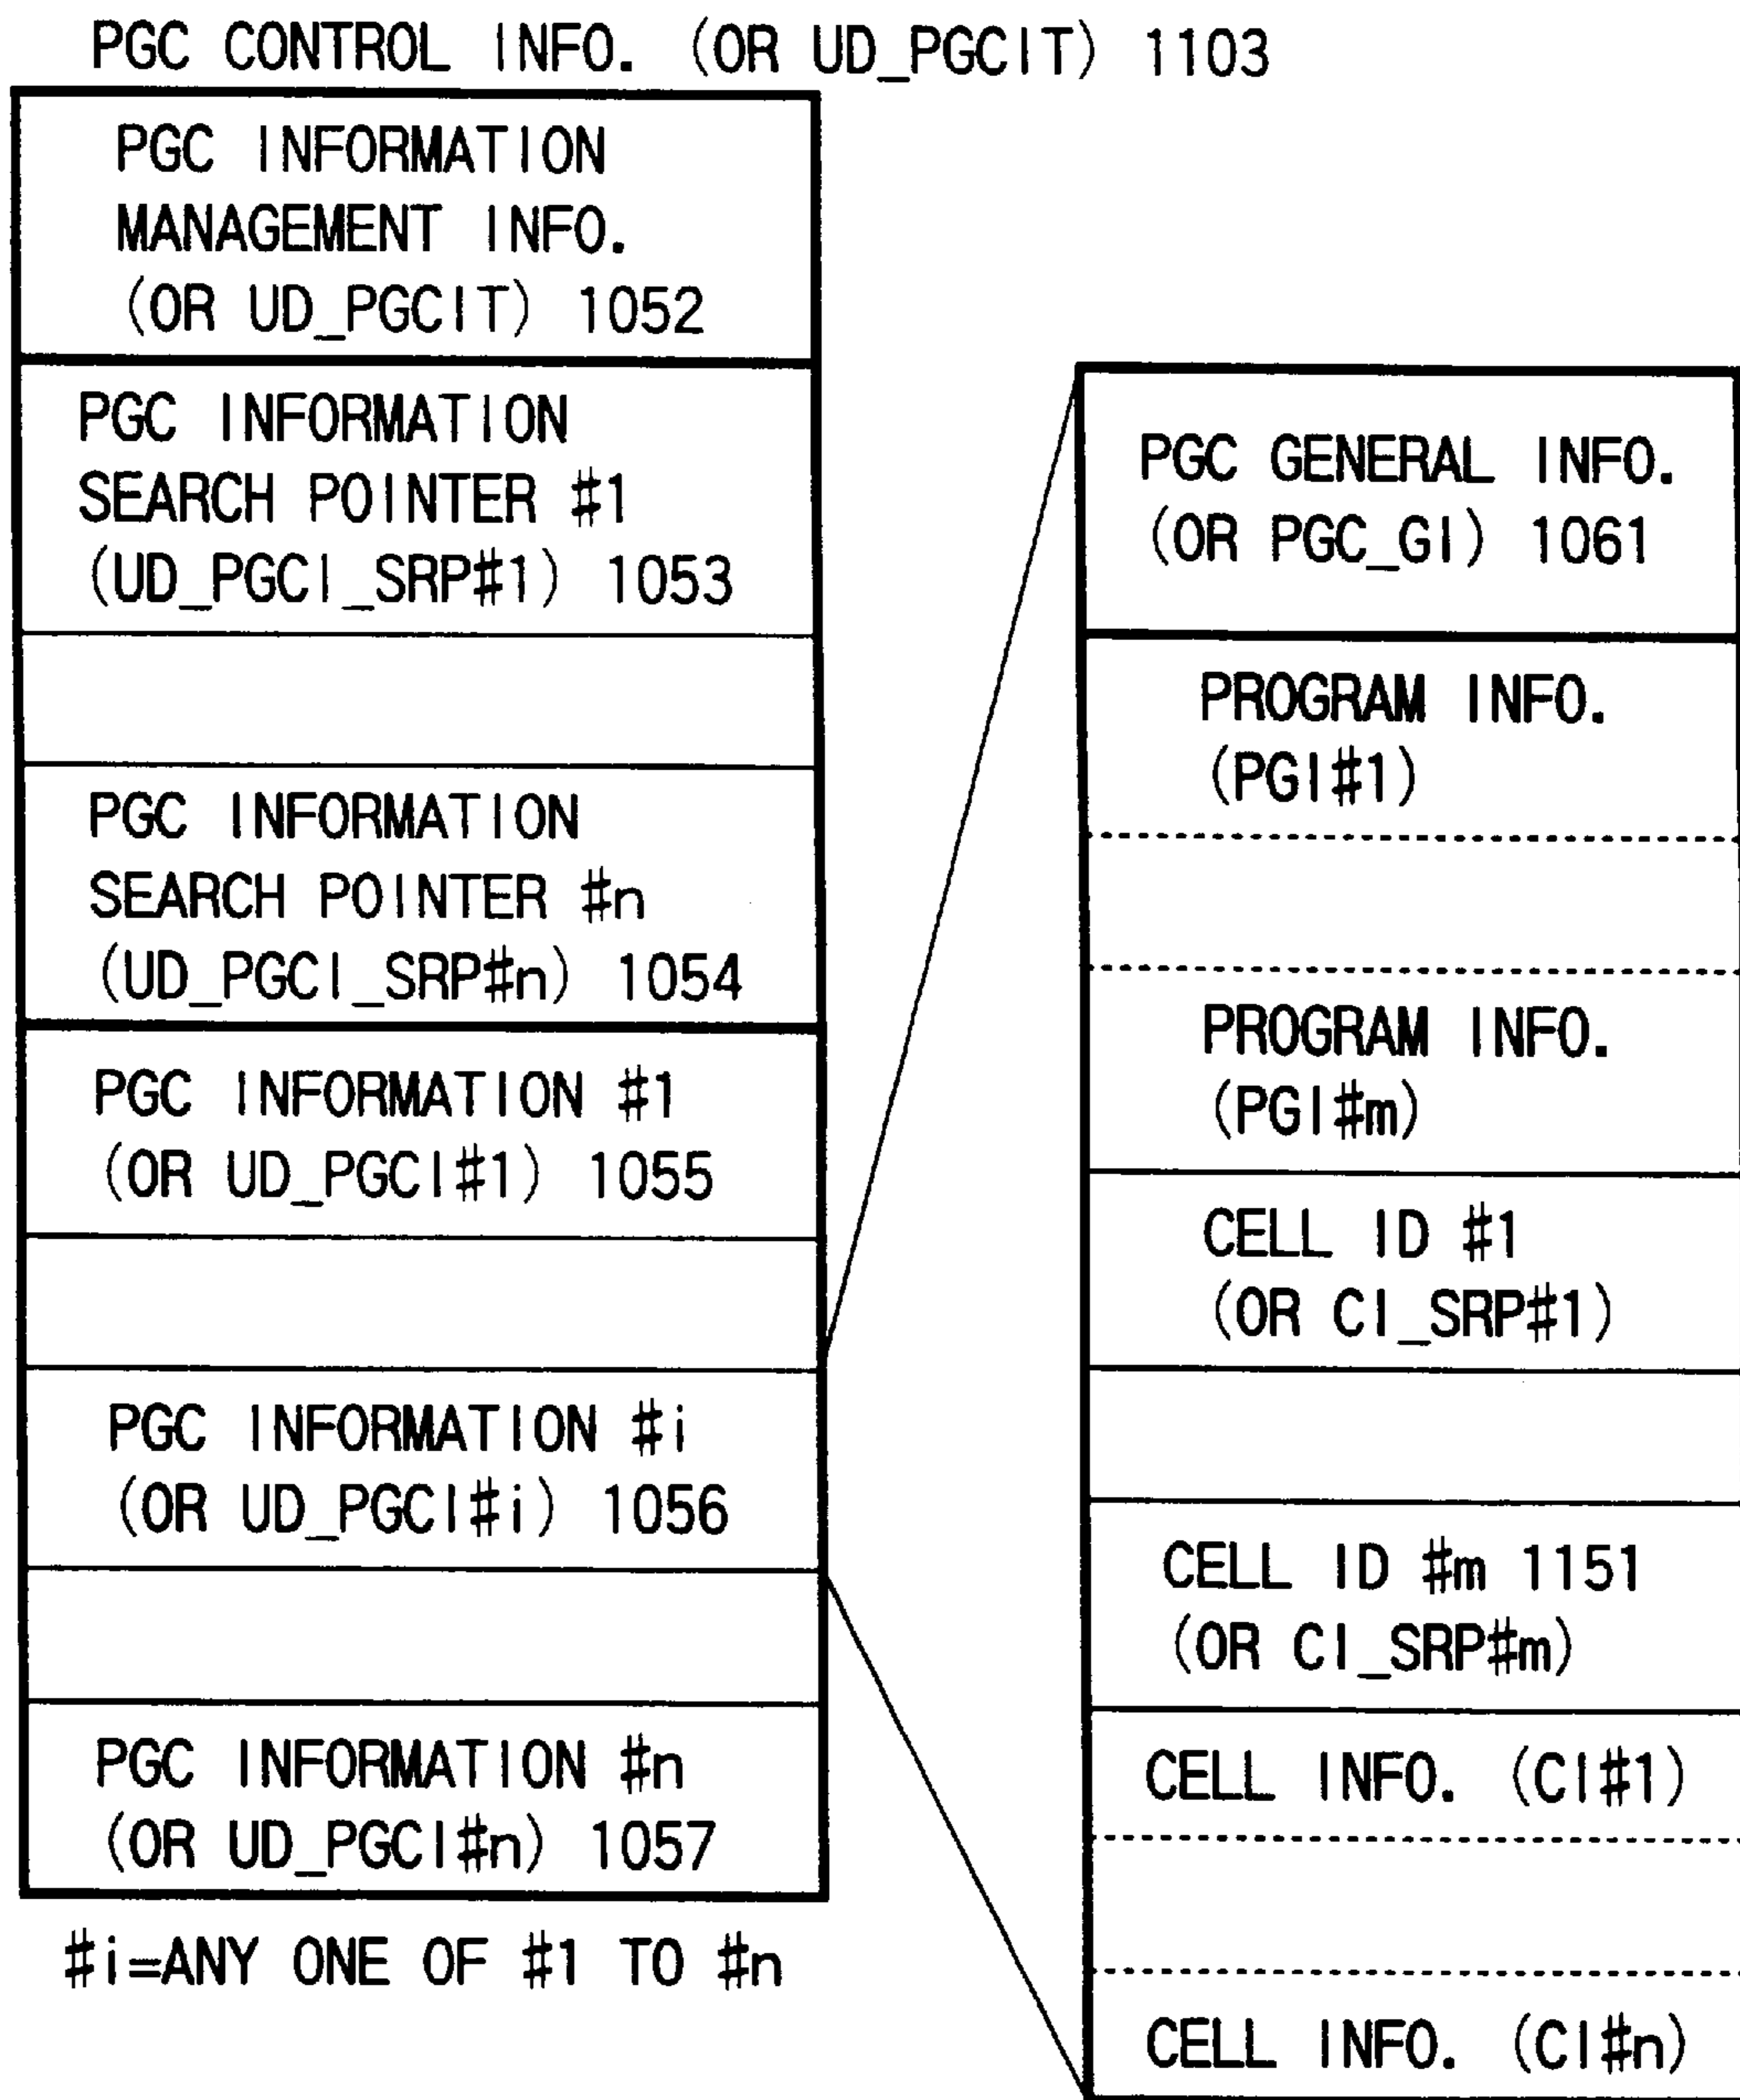 PGC CONTROL INFO. (OR UD_PGCIT) 1103
PGC INFORMATION
MANAGEMENT INFO.
(OR UD_PGCIT) 1052
PGC INFORMATION
SEARCH POINTER #1
(UD_PGCI_SRP#1) 1053
PGC INFORMATION
SEARCH POINTER #n
(UD_PGCI_SRP#n) 1054
PGC INFORMATION #1
(OR UD_PGCI#1) 1055
PGC INFORMATION #i
(OR UD_PGCI#i) 1056
PGC INFORMATION #n
(OR UD_PGCI#n) 1057
#i=ANY ONE OF #1 TO #n
PGC GENERAL INFO.
(OR PGC_GI) 1061
PROGRAM INFO.
(PGI#1)
PROGRAM INFO.
(PGI#m)
CELL ID #1
(OR CI_SRP#1)
CELL ID #m 1151
(OR CI_SRP#m)
CELL INFO. (CI#1)
CELL INFO. (CI#n)